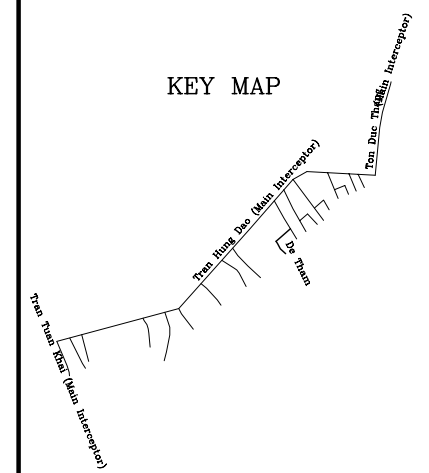 KEY MAP
Ton Duc Thang (Main Interceptor)
Tran Hung Dao (Main Interceptor)
De Tham
Tran Tuan Khai (Main Interceptor)